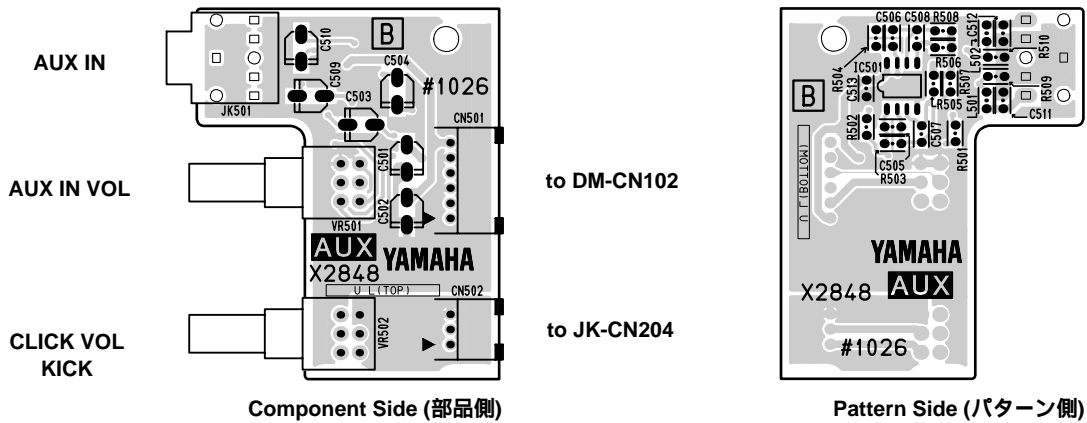 AUX IN
AUX IN VOL
CLICK VOL
KICK
JK501
C510
B
C509
C504
#1026
C503
CN501
C501
C502
VR501
AUX
YAMAHA
X2848
U L (TOP)
CN502
VR502
to DM-CN102
to JK-CN204
Component Side (部品側)
C506
C508
R508
C512
R510
L502
R504
IC501
R506
C513
R507
R509
B
R505
L501
C511
R502
C507
R501
C505
R503
U L (BOTTOM)
YAMAHA
X2848
AUX
#1026
Pattern Side (パターン側)